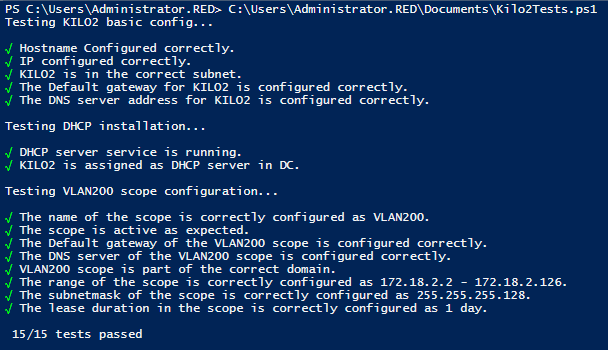 PS C:\Users\Administrator.RED> C:\Users\Administrator.RED\Documents\Kilo2Tests.ps1
Testing KILO2 basic config...
√ Hostname Configured correctly.
√ IP configured correctly.
√ KILO2 is in the correct subnet.
√ The Default gateway for KILO2 is configured correctly.
√ The DNS server address for KILO2 is configured correctly.
Testing DHCP installation...
√ DHCP server service is running.
√ KILO2 is assigned as DHCP server in DC.
Testing VLAN200 scope configuration...
√ The name of the scope is correctly configured as VLAN200.
√ The scope is active as expected.
√ The Default gateway of the VLAN200 scope is configured correctly.
√ The DNS server of the VLAN200 scope is configured correctly.
√ VLAN200 scope is part of the correct domain.
√ The range of the scope is correctly configured as 172.18.2.2 - 172.18.2.126.
√ The subnetmask of the scope is correctly configured as 255.255.255.128.
√ The lease duration in the scope is correctly configured as 1 day.
15/15 tests passed